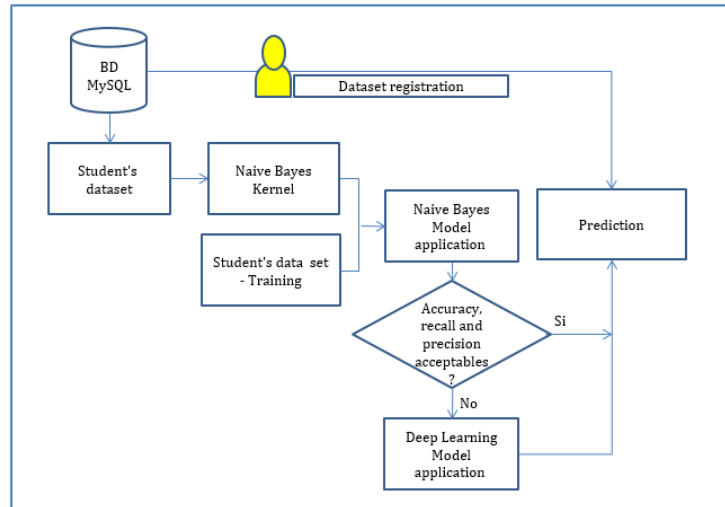 BD
MySQL
Dataset registration
Student's
dataset
Naive Bayes
Kernel
Naive Bayes
Model
application
Prediction
Student's data set
- Training
Accuracy,
recall and
precision
acceptables
?
Si
No
Deep Learning
Model
application